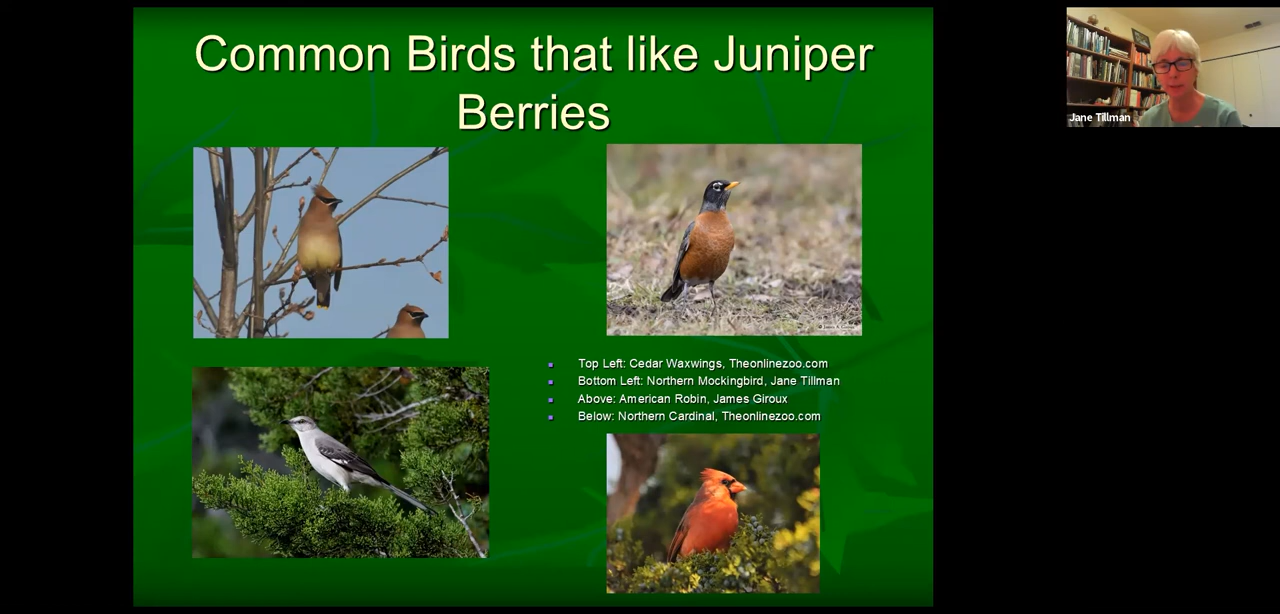 Common Birds that like Juniper
Berries
Jane Tillman
Top Left: Cedar Waxwings, Theonlinezoo.com
Bottom Left: Northern Mockingbird, Jane Tillman
Above: American Robin, James Giroux
Below: Northern Cardinal, Theonlinezoo.com